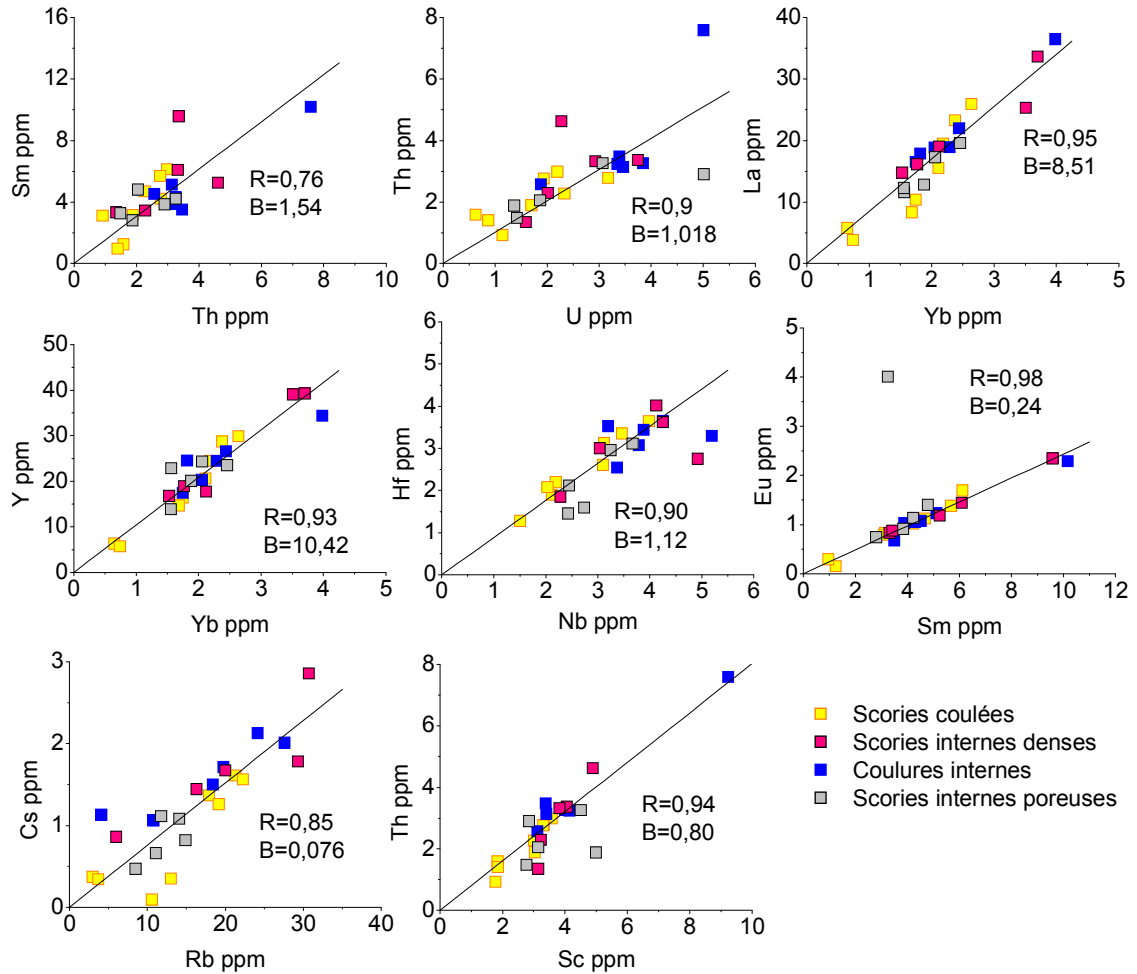 Sm ppm
16
12
8
4
0
R=0,76
B=1,54
0 2 4 6 8 10
Th ppm
Th ppm
8
6
4
2
0
R=0,9
B=1,018
0 1 2 3 4 5 6
U ppm
La ppm
40
30
20
10
0
R=0,95
B=8,51
0 1 2 3 4 5
Yb ppm
Y ppm
50
40
30
20
10
0
R=0,93
B=10,42
0 1 2 3 4 5
Yb ppm
Hf ppm
6
5
4
3
2
1
0
R=0,90
B=1,12
0 1 2 3 4 5 6
Nb ppm
Eu ppm
5
4
3
2
1
0
R=0,98
B=0,24
0 2 4 6 8 10 12
Sm ppm
Cs ppm
3
2
1
0
R=0,85
B=0,076
0 10 20 30 40
Rb ppm
Th ppm
8
6
4
2
0
R=0,94
B=0,80
0 2 4 6 8 10
Sc ppm
Scories coulées
Scories internes denses
Coulures internes
Scories internes poreuses